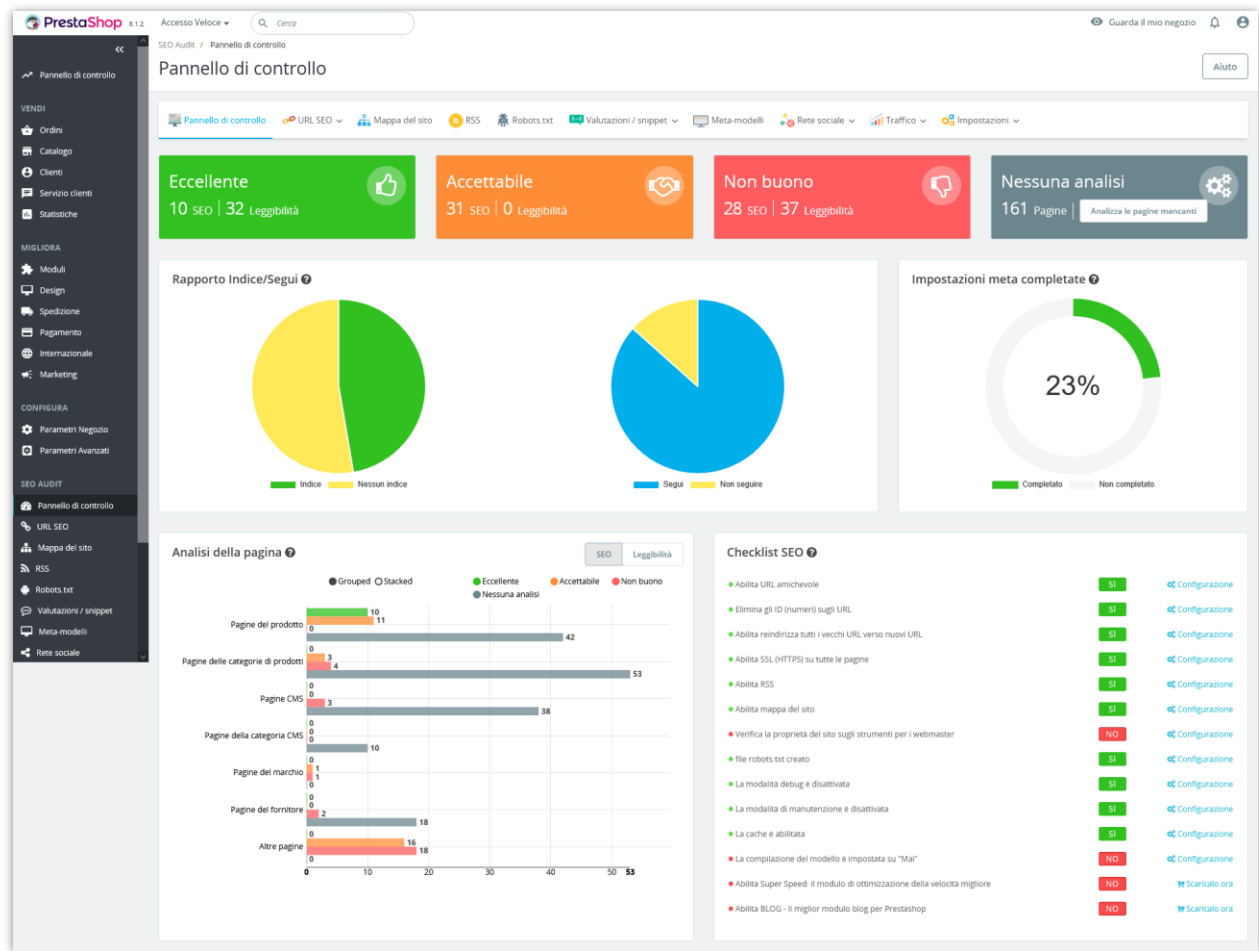 PrestaShop 8.1.2 Accesso Veloce Cerca Guarda il mio negozio
SEO Audit / Pannello di controllo
Pannello di controllo
Aiuto
Pannello di controllo
VENDI
Ordini
Catalogo
Clienti
Servizio clienti
Statistiche
MIGLIORA
Moduli
Design
Spedizione
Pagamento
Internazionale
Marketing
CONFIGURA
Parametri Negozio
Parametri Avanzati
SEO AUDIT
Pannello di controllo
URL SEO
Mappa del sito
RSS
Robots.txt
Valutazioni / snippet
Meta-modelli
Rete sociale
Pannello di controllo URL SEO Mappa del sito RSS Robots.txt Valutazioni / snippet Meta-modelli Rete sociale Traffico Impostazioni
Eccellente
10 SEO | 32 Leggibilità
Accettabile
31 SEO | 0 Leggibilità
Non buono
28 SEO | 37 Leggibilità
Nessuna analisi
161 Pagine | Analizza le pagine mancanti
Rapporto Indice/Segui
Indice Nessun indice
Segui Non seguire
Impostazioni meta completate
23%
Completato Non completato
Analisi della pagina
SEO Leggibilità
Grouped Stacked
Eccellente Accettabile Non buono
Nessuna analisi
Pagine del prodotto 10 11 0 42
Pagine delle categorie di prodotti 0 3 4 53
Pagine CMS 0 0 3 38
Pagine della categoria CMS 0 0 0 10
Pagine del marchio 0 1 1 0
Pagine del fornitore 0 0 2 18
Altre pagine 0 16 18 0
0 10 20 30 40 50 53
Checklist SEO
Abilita URL amichevole SÌ Configurazione
Elimina gli ID (numeri) sugli URL SÌ Configurazione
Abilita reindirizza tutti i vecchi URL verso nuovi URL SÌ Configurazione
Abilita SSL (HTTPS) su tutte le pagine SÌ Configurazione
Abilita RSS SÌ Configurazione
Abilita mappa del sito SÌ Configurazione
Verifica la proprietà del sito sugli strumenti per i webmaster NO Configurazione
file robots.txt creato SÌ Configurazione
La modalità debug è disattivata SÌ Configurazione
La modalità di manutenzione è disattivata SÌ Configurazione
La cache è abilitata SÌ Configurazione
La compilazione del modello è impostata su "Mai" NO Configurazione
Abilita Super Speed: il modulo di ottimizzazione della velocità migliore NO Scaricalo ora
Abilita BLOG - Il miglior modulo blog per Prestashop NO Scaricalo ora